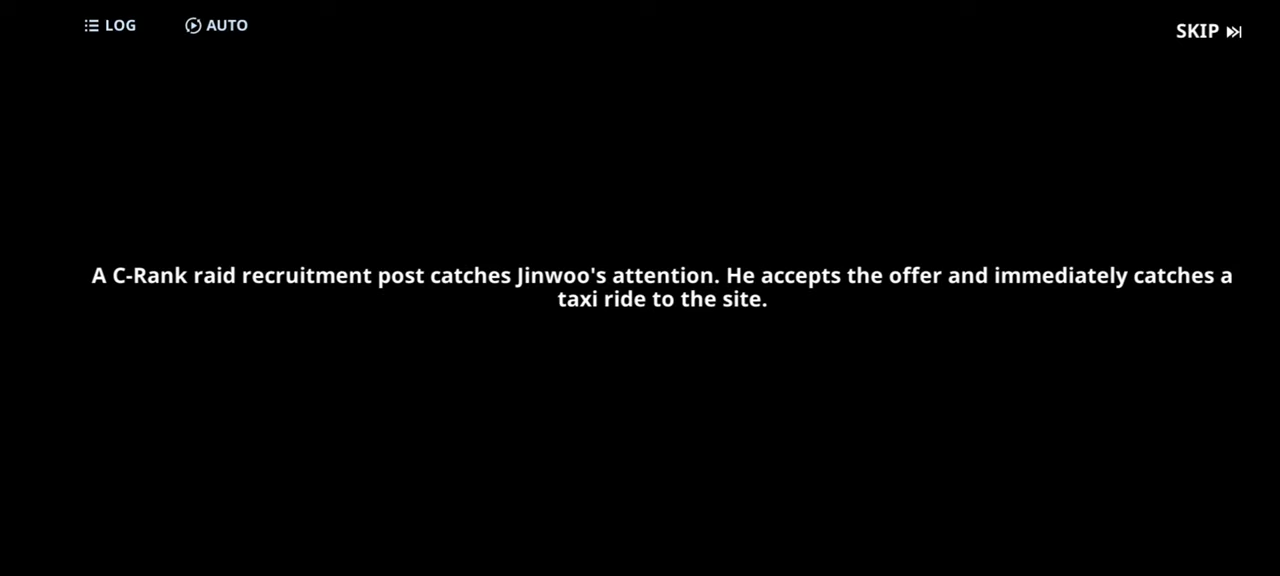 LOG
AUTO
SKIP
A C-Rank raid recruitment post catches Jinwoo's attention. He accepts the offer and immediately catches a
taxi ride to the site.